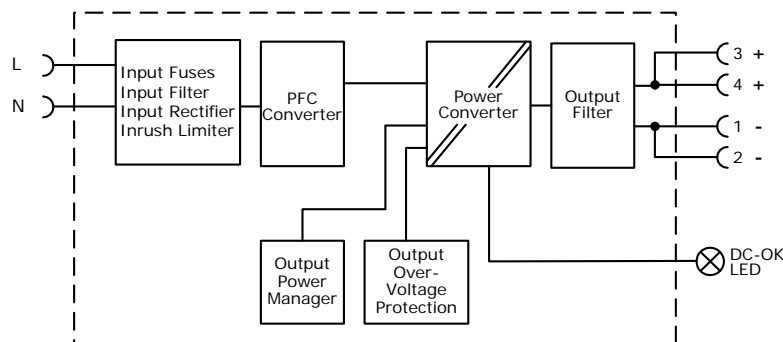 L
N
Input Fuses
Input Filter
Input Rectifier
Inrush Limiter
PFC
Converter
Power
Converter
Output
Filter
3 +
4 +
1 -
2 -
Output
Power
Manager
Output
Over-
Voltage
Protection
DC-OK
LED